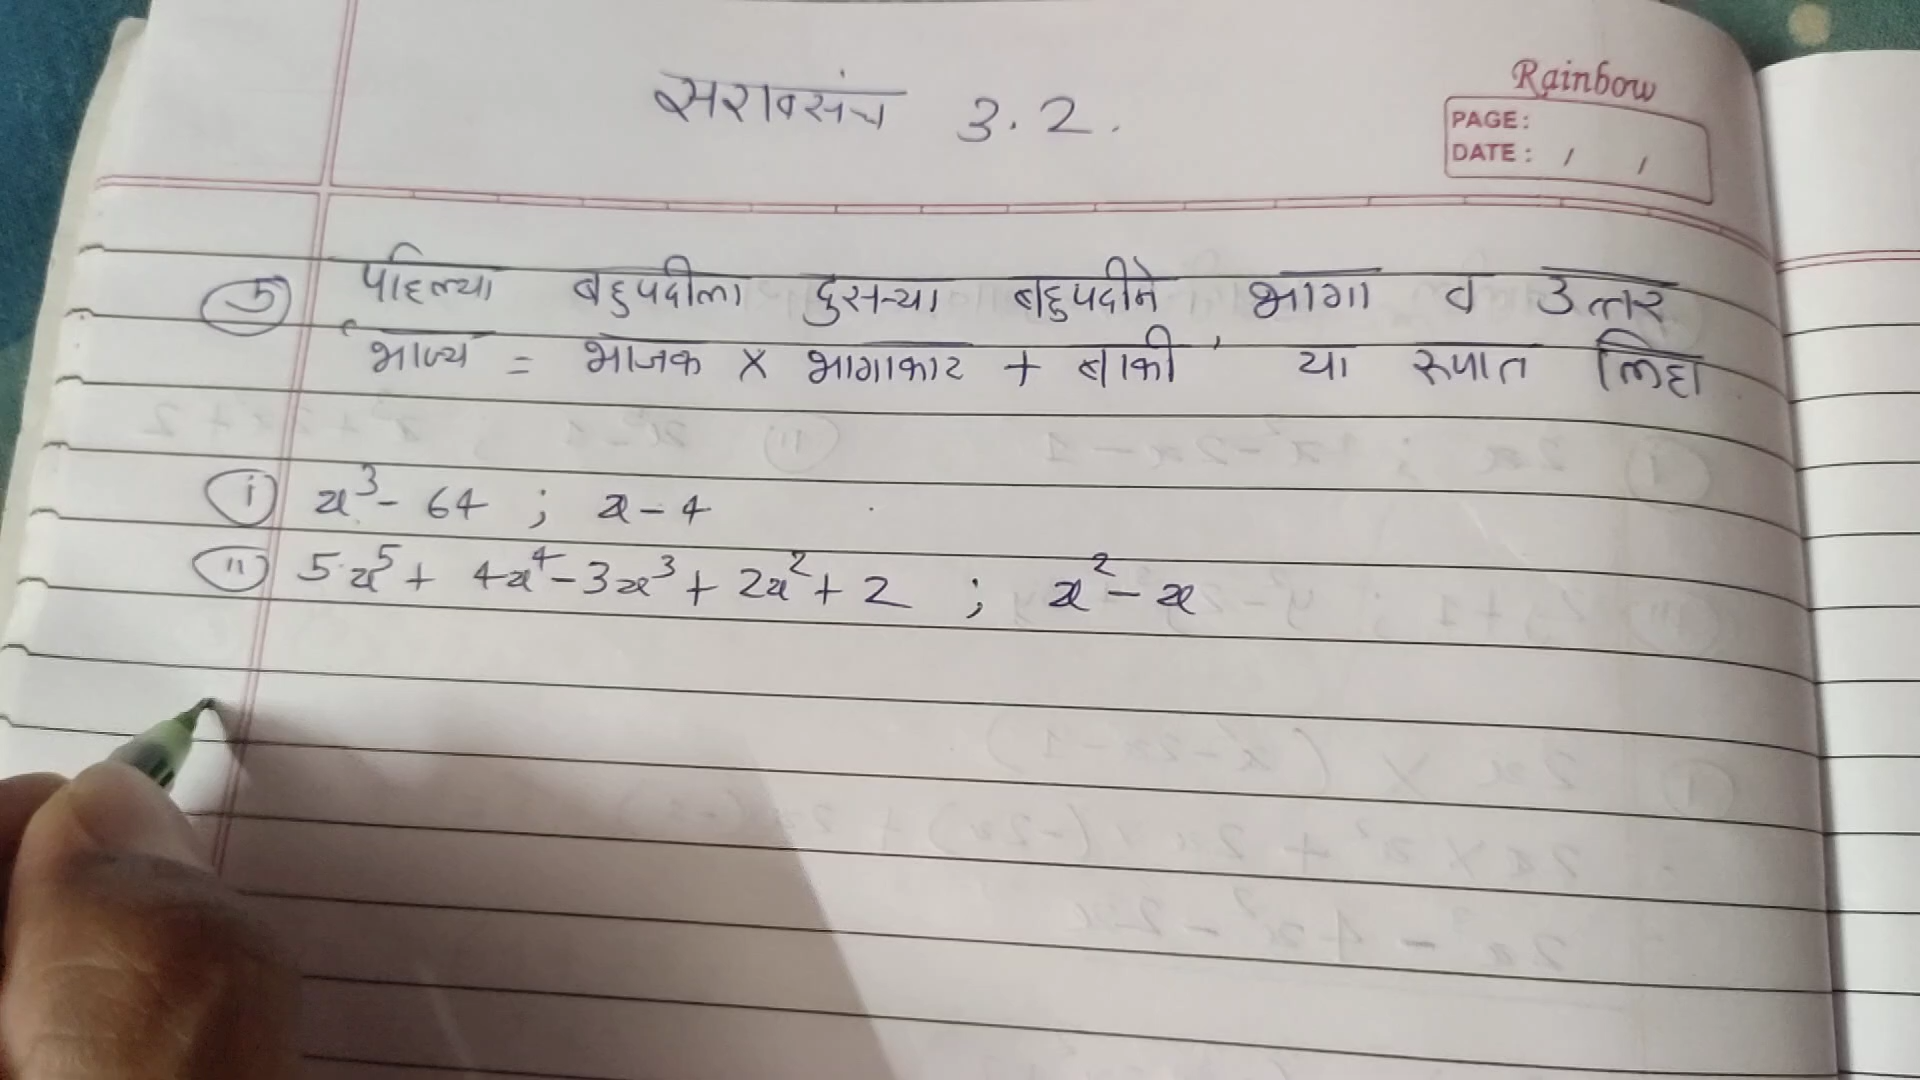 सरावसंच 3.2.
Rainbow
PAGE:
DATE: / /
५ पहिल्या बहुपदीला दुसऱ्या बहुपदीने भागा व उत्तर
'भाज्य = भाजक × भागाकार + बाकी' या रूपात लिहा
i x³ - 64 ; x - 4
ii 5x⁵ + 4x⁴ - 3x³ + 2x² + 2 ; x² - x